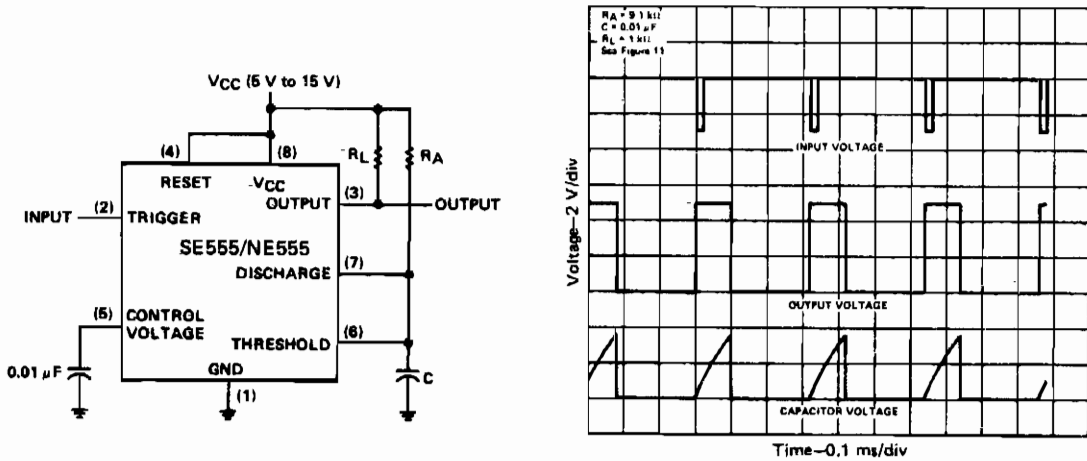 VCC (5 V to 15 V)
(4)
(8)
RL
RA
RESET
VCC
(3)
OUTPUT
OUTPUT
INPUT
(2)
TRIGGER
SE555/NE555
(7)
DISCHARGE
(5)
CONTROL
VOLTAGE
(6)
THRESHOLD
0.01 μF
GND
C
(1)
RA = 9.1 kΩ
C = 0.01 μF
RL = 1 kΩ
See Figure 11
INPUT VOLTAGE
Voltage–2 V/div
OUTPUT VOLTAGE
CAPACITOR VOLTAGE
Time–0.1 ms/div